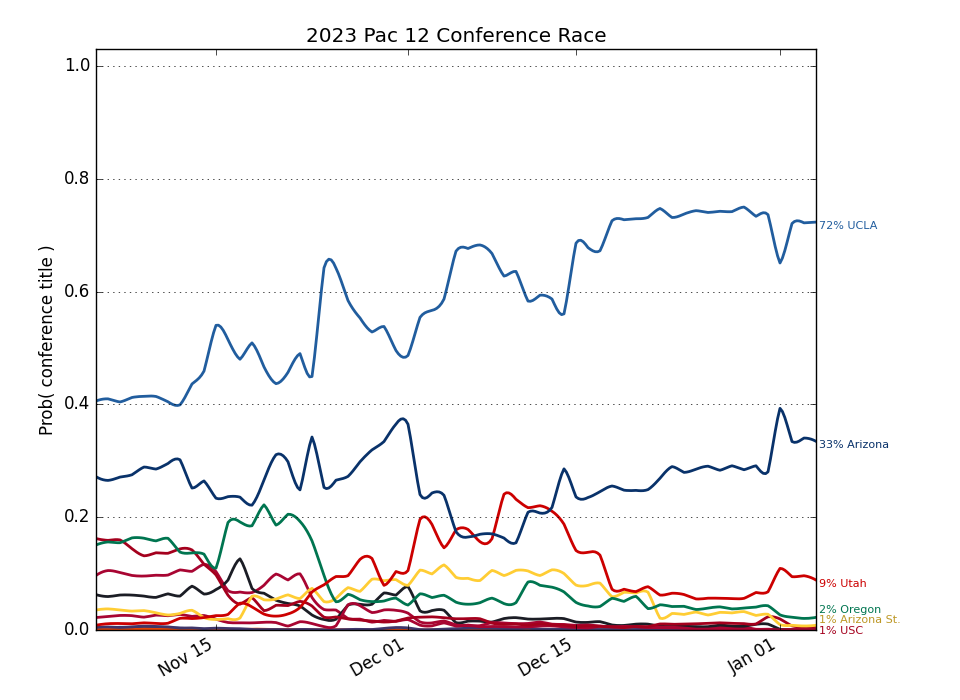 2023 Pac 12 Conference Race
Prob( conference title )
1.0
0.8
0.6
0.4
0.2
0.0
72% UCLA
33% Arizona
9% Utah
2% Oregon
1% Arizona St.
1% USC
Nov 15
Dec 01
Dec 15
Jan 01